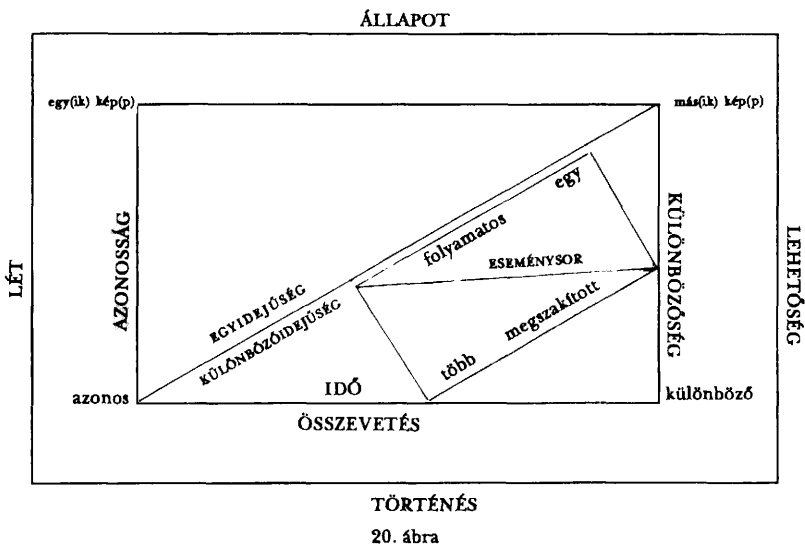 ÁLLAPOT
egy(ik) kép(p)
más(ik) kép(p)
egy
folyamatos
ESEMÉNYSOR
LÉT
AZONOSSÁG
KÜLÖNBÖZŐSÉG
LEHETŐSÉG
EGYIDEJŰSÉG
KÜLÖNBÖZŐIDEJŰSÉG
megszakított
több
IDŐ
azonos
különböző
ÖSSZEVETÉS
TÖRTÉNÉS
20. ábra